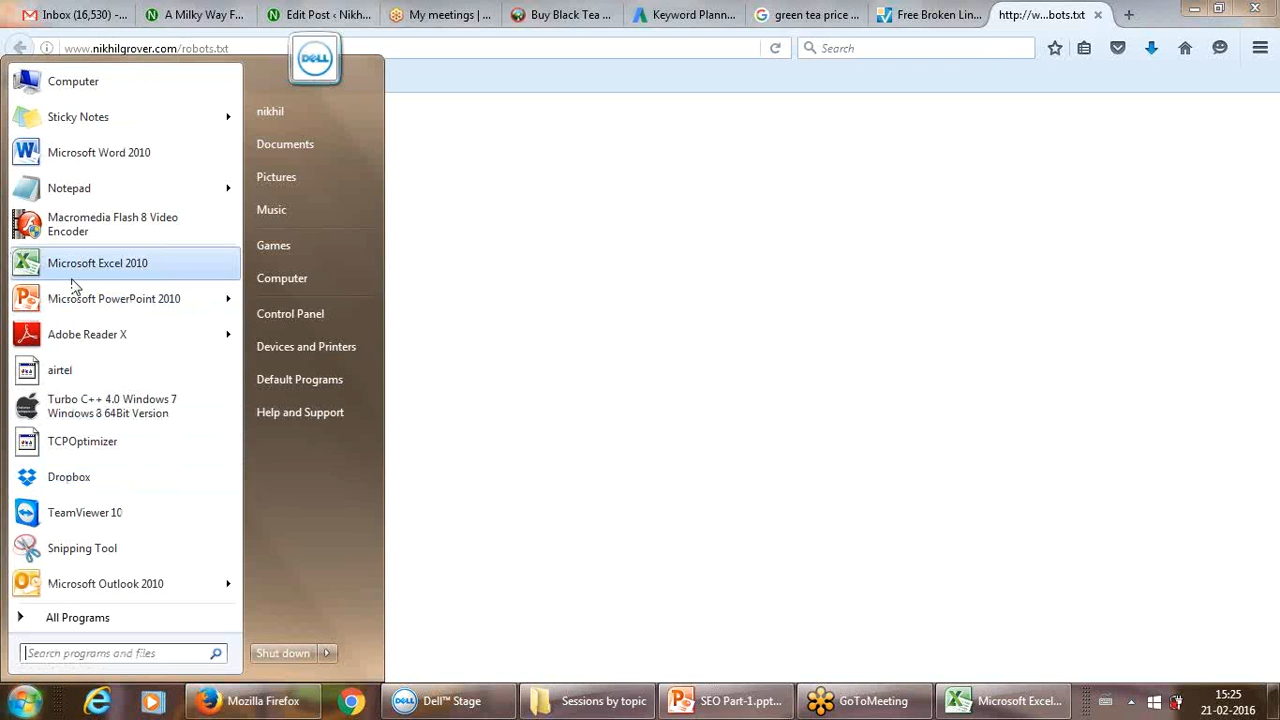 Inbox (16,530) -
A Milky Way F...
Edit Post ‹ Nikh...
My meetings | ...
Buy Black Tea ...
Keyword Plann...
green tea price ...
Free Broken Lin...
http://w...bots.txt
www.nikhilgrover.com/robots.txt
Search
DELL
Computer
Sticky Notes
Microsoft Word 2010
Notepad
Macromedia Flash 8 Video
Encoder
Microsoft Excel 2010
Microsoft PowerPoint 2010
Adobe Reader X
airtel
Turbo C++ 4.0 Windows 7
Windows 8 64Bit Version
TCPOptimizer
Dropbox
TeamViewer 10
Snipping Tool
Microsoft Outlook 2010
All Programs
Search programs and files
nikhil
Documents
Pictures
Music
Games
Computer
Control Panel
Devices and Printers
Default Programs
Help and Support
Shut down
Mozilla Firefox
Dell™ Stage
Sessions by topic
SEO Part-1.ppt...
GoToMeeting
Microsoft Exce...
15:25
21-02-2016